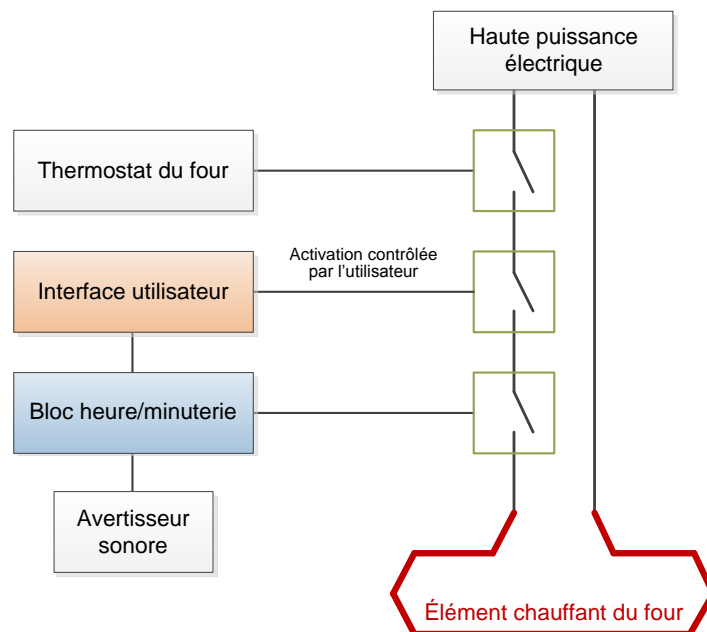 Haute puissance
électrique
Thermostat du four
Activation contrôlée
par l'utilisateur
Interface utilisateur
Bloc heure/minuterie
Avertisseur
sonore
Élément chauffant du four